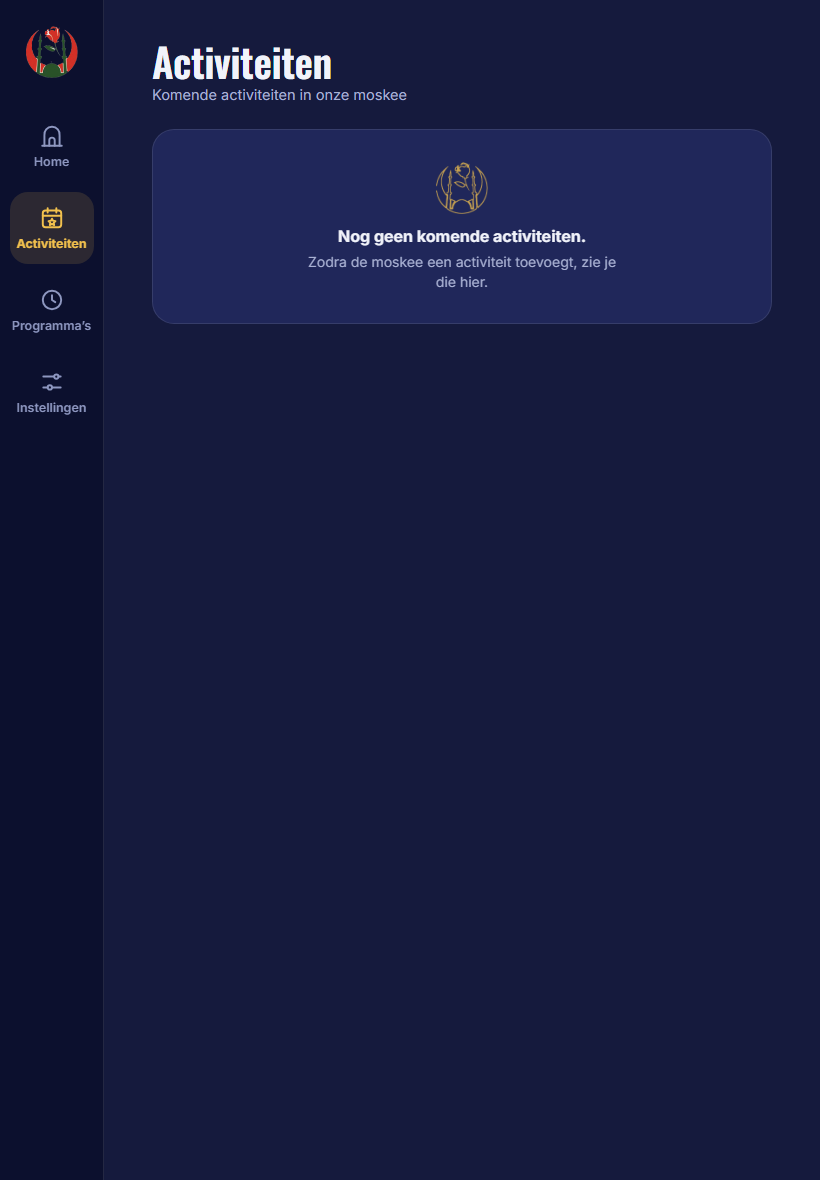 Activiteiten
Komende activiteiten in onze moskee
Home
Activiteiten
Programma’s
Instellingen
Nog geen komende activiteiten.
Zodra de moskee een activiteit toevoegt, zie je
die hier.